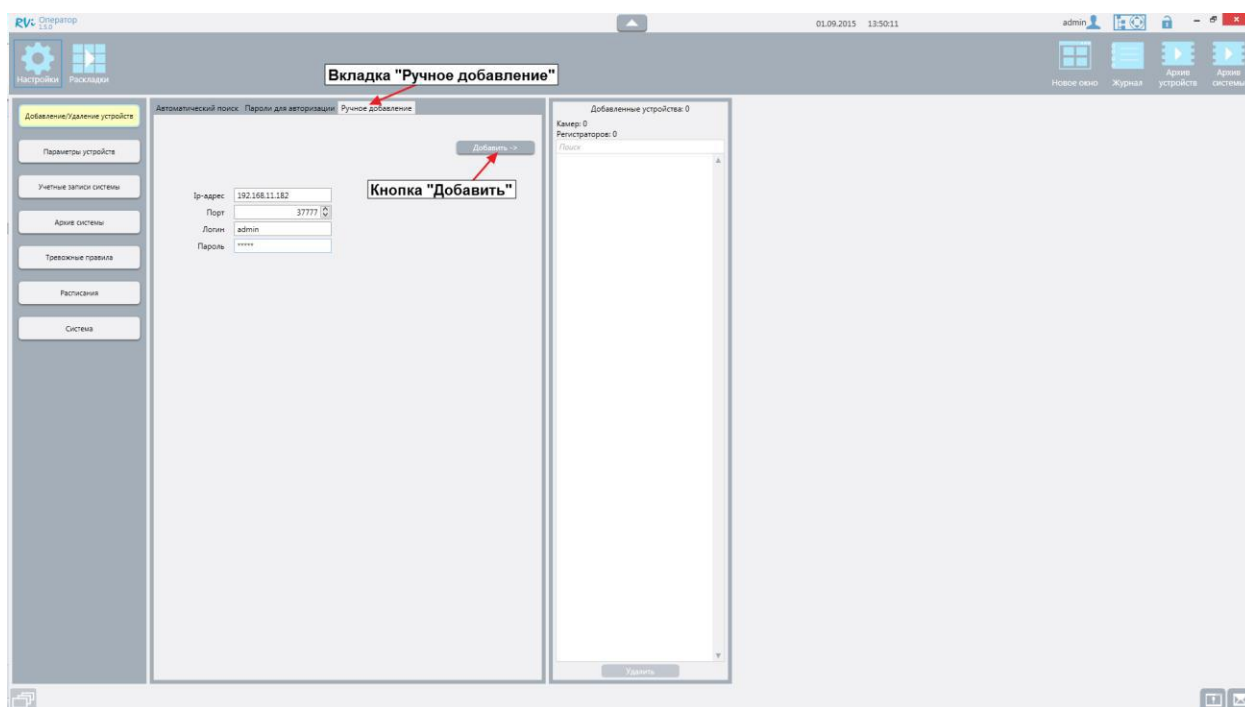 RVi Оператор
1.5.0
01.09.2015 13:50:11
admin
Настройки
Раскладки
Вкладка "Ручное добавление"
Новое окно
Журнал
Архив
устройств
Архив
системы
Добавление/Удаление устройств
Параметры устройств
Учетные записи системы
Архив системы
Тревожные правила
Расписания
Система
Автоматический поиск
Пароли для авторизации
Ручное добавление
Добавить ->
Кнопка "Добавить"
Ip-адрес 192.168.11.182
Порт 37777
Логин admin
Пароль *****
Добавленные устройства: 0
Камер: 0
Регистраторов: 0
Поиск
Удалить